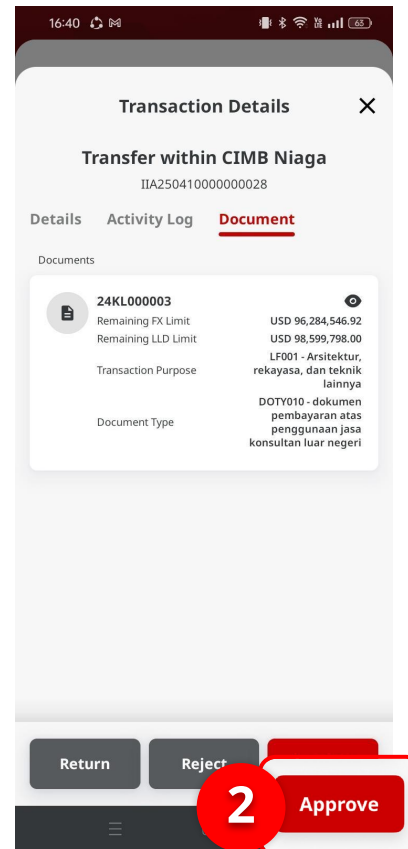 16:40
63
Transaction Details
Transfer within CIMB Niaga
IIA250410000000028
Details Activity Log Document
Documents
24KL000003
Remaining FX Limit USD 96,284,546.92
Remaining LLD Limit USD 98,599,798.00
Transaction Purpose LF001 - Arsitektur,
rekayasa, dan teknik
lainnya
Document Type DOTY010 - dokumen
pembayaran atas
penggunaan jasa
konsultan luar negeri
Return Reject
2 Approve